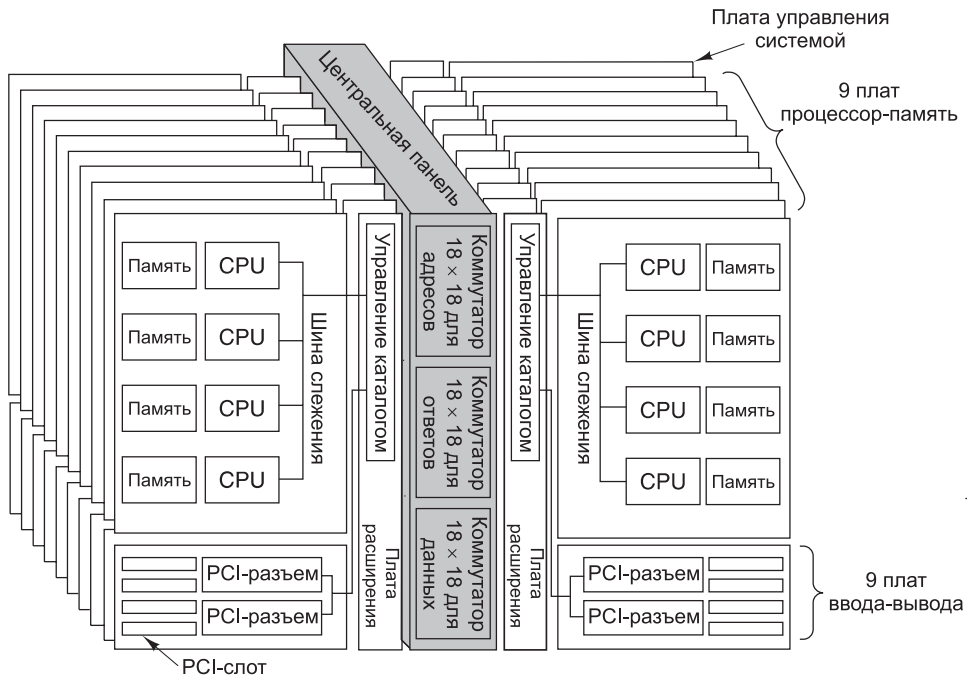 Плата управления
системой
9 плат
процессор-память
Центральная панель
Память
CPU
Память
CPU
Память
CPU
Память
CPU
Шина слежения
Управление каталогом
Плата
расширения
Коммутатор
18 × 18 для
адресов
Коммутатор
18 × 18 для
ответов
Коммутатор
18 × 18 для
данных
Управление каталогом
Плата
расширения
Шина слежения
CPU
Память
CPU
Память
CPU
Память
CPU
Память
PCI-разъем
PCI-разъем
PCI-слот
PCI-разъем
PCI-разъем
9 плат
ввода-вывода